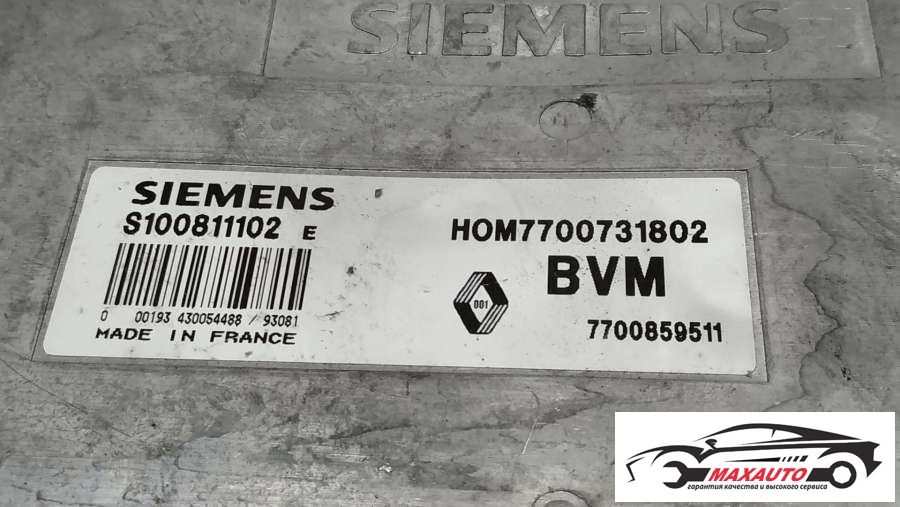 SIEMENS
SIEMENS
S100811102 E
0 00193 430054488 / 93081
MADE IN FRANCE
HOM7700731802
BVM
001
7700859511
MAXAUTO
гарантия качества и высокого сервиса